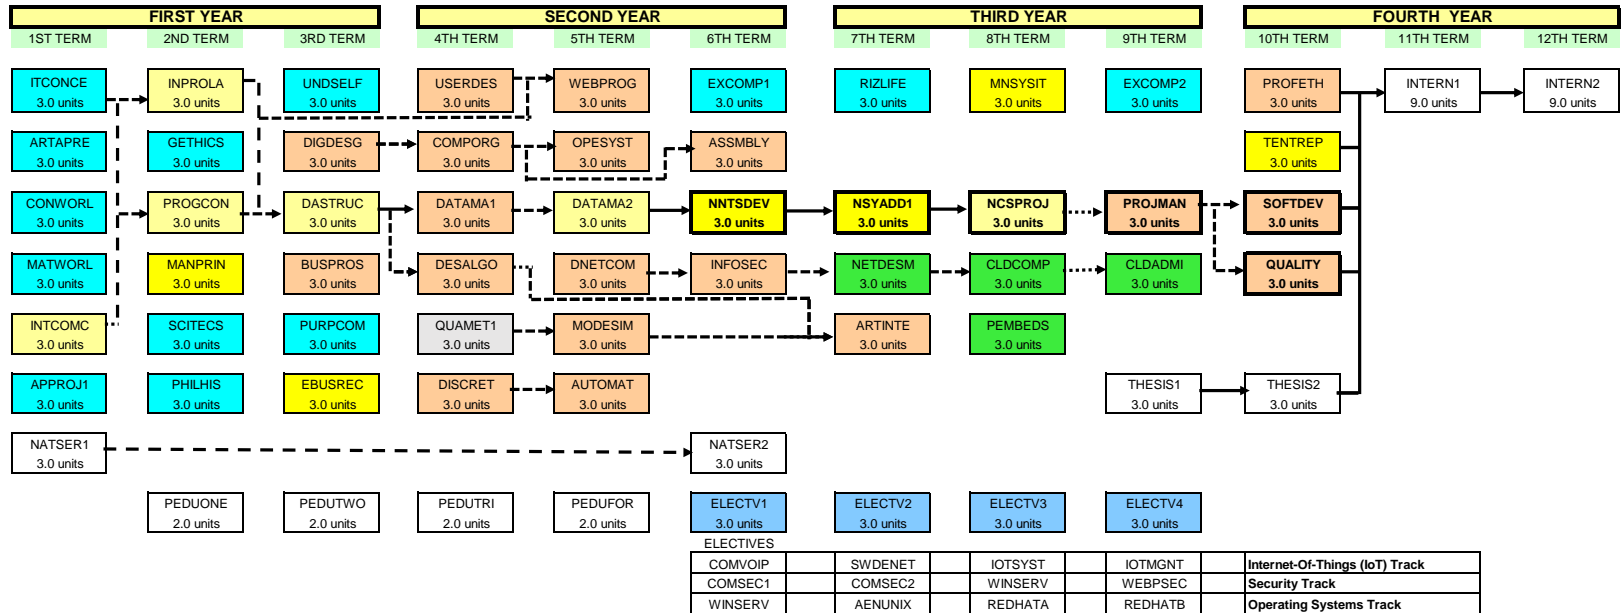 FIRST YEAR SECOND YEAR THIRD YEAR FOURTH YEAR
1ST TERM 2ND TERM 3RD TERM 4TH TERM 5TH TERM 6TH TERM 7TH TERM 8TH TERM 9TH TERM 10TH TERM 11TH TERM 12TH TERM
ITCONCE INPROLA UNDSELF USERDES WEBPROG EXCOMP1 RIZLIFE MNSYSIT EXCOMP2 PROFETH INTERN1 INTERN2
3.0 units 3.0 units 3.0 units 3.0 units 3.0 units 3.0 units 3.0 units 3.0 units 3.0 units 3.0 units 9.0 units 9.0 units
ARTAPRE GETHICS DIGDESG COMPORG OPESYST ASSMBLY TENTREP
3.0 units 3.0 units 3.0 units 3.0 units 3.0 units 3.0 units 3.0 units
CONWORL PROGCON DASTRUC DATAMA1 DATAMA2 NNTSDEV NSYADD1 NCSPROJ PROJMAN SOFTDEV
3.0 units 3.0 units 3.0 units 3.0 units 3.0 units 3.0 units 3.0 units 3.0 units 3.0 units 3.0 units
MATWORL MANPRIN BUSPROS DESALGO DNETCOM INFOSEC NETDESM CLDCOMP CLDADMI QUALITY
3.0 units 3.0 units 3.0 units 3.0 units 3.0 units 3.0 units 3.0 units 3.0 units 3.0 units 3.0 units
INTCOMC SCITECS PURPCOM QUAMET1 MODESIM ARTINTE PEMBEDS
3.0 units 3.0 units 3.0 units 3.0 units 3.0 units 3.0 units 3.0 units
APPROJ1 PHILHIS EBUSREC DISCRET AUTOMAT THESIS1 THESIS2
3.0 units 3.0 units 3.0 units 3.0 units 3.0 units 3.0 units 3.0 units
NATSER1 NATSER2
3.0 units 3.0 units
PEDUONE PEDUTWO PEDUTRI PEDUFOR ELECTV1 ELECTV2 ELECTV3 ELECTV4
2.0 units 2.0 units 2.0 units 2.0 units 3.0 units 3.0 units 3.0 units 3.0 units
ELECTIVES
COMVOIP SWDENET IOTSYST IOTMGNT Internet-Of-Things (IoT) Track
COMSEC1 COMSEC2 WINSERV WEBPSEC Security Track
WINSERV AENUNIX REDHATA REDHATB Operating Systems Track